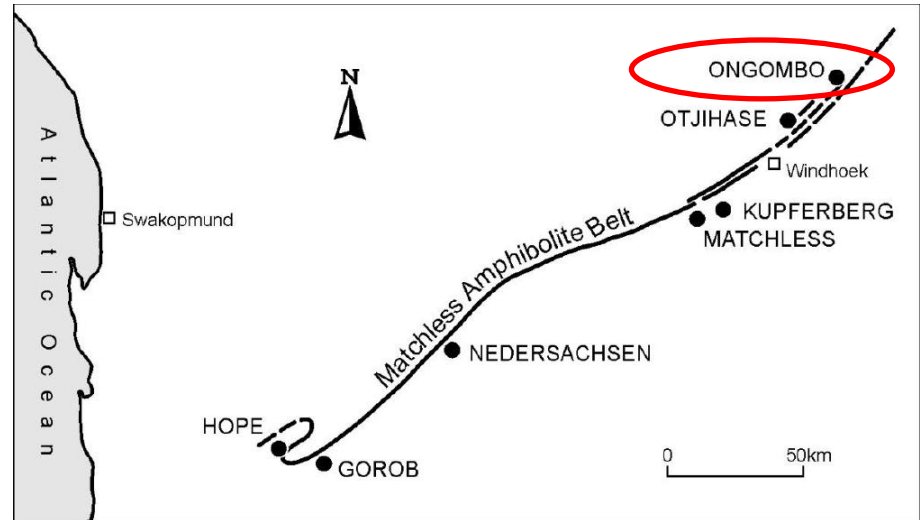 N
ONGOMBO
OTJIHASE
Windhoek
Swakopmund
KUPFERBERG
MATCHLESS
Matchless Amphibolite Belt
Atlantic Ocean
NEDERSACHSEN
HOPE
GOROB
0 50km